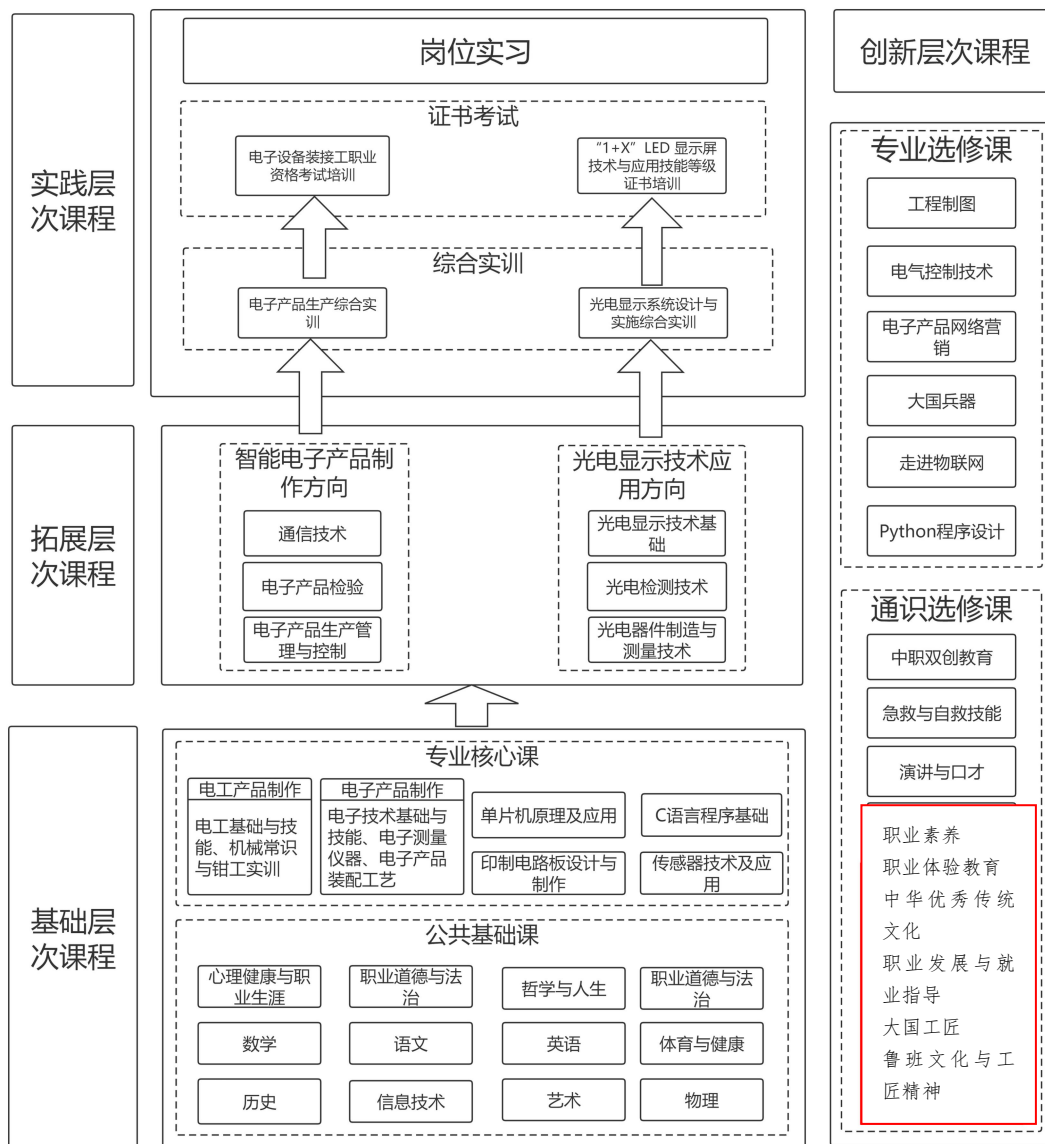 实践层
次课程
岗位实习
证书考试
电子设备装接工职业
资格考试培训
“1+X”LED 显示屏
技术与应用技能等级
证书培训
综合实训
电子产品生产综合实
训
光电显示系统设计与
实施综合实训
拓展层
次课程
智能电子产品制
作方向
通信技术
电子产品检验
电子产品生产管
理与控制
光电显示技术应
用方向
光电显示技术基
础
光电检测技术
光电器件制造与
测量技术
基础层
次课程
专业核心课
电工产品制作
电工基础与技
能、机械常识
与钳工实训
电子产品制作
电子技术基础与
技能、电子测量
仪器、电子产品
装配工艺
单片机原理及应用
C语言程序基础
印制电路板设计与
制作
传感器技术及应
用
公共基础课
心理健康与职
业生涯
职业道德与法
治
哲学与人生
职业道德与法
治
数学
语文
英语
体育与健康
历史
信息技术
艺术
物理
创新层次课程
专业选修课
工程制图
电气控制技术
电子产品网络营
销
大国兵器
走进物联网
Python程序设计
通识选修课
中职双创教育
急救与自救技能
演讲与口才
职业素养
职业体验教育
中华优秀传统
文化
职业发展与就
业指导
大国工匠
鲁班文化与工
匠精神